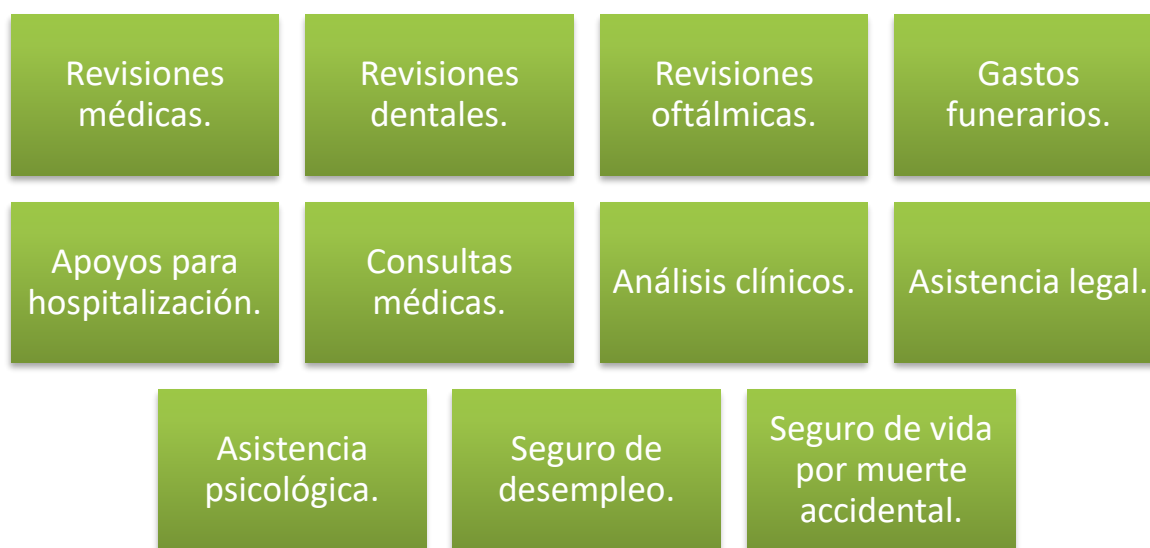 Revisiones
médicas.
Revisiones
dentales.
Revisiones
oftálmicas.
Gastos
funerarios.
Apoyos para
hospitalización.
Consultas
médicas.
Análisis clínicos.
Asistencia legal.
Asistencia
psicológica.
Seguro de
desempleo.
Seguro de vida
por muerte
accidental.